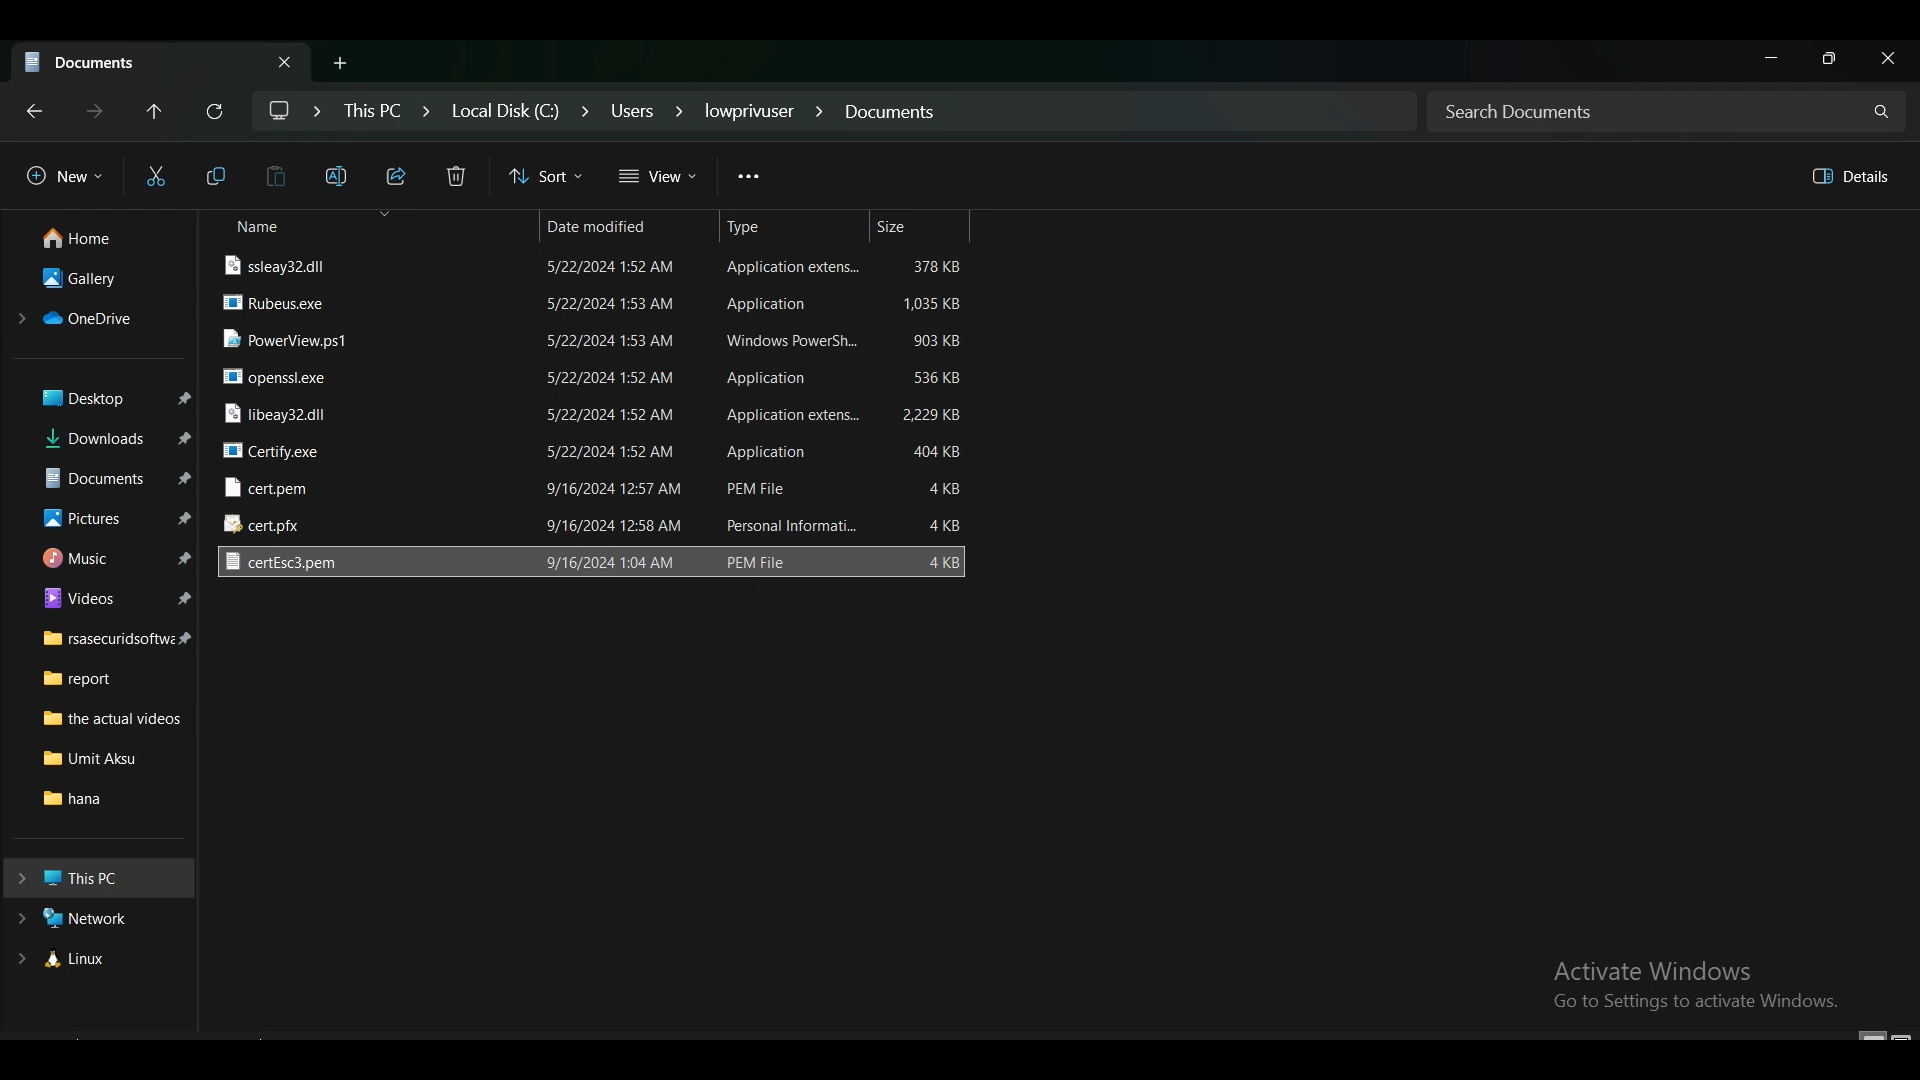 Documents
This PC > Local Disk (C:) > Users > lowprivuser > Documents
Search Documents
New
Sort
View
Details
Name Date modified Type Size
ssleay32.dll 5/22/2024 1:52 AM Application extens... 378 KB
Rubeus.exe 5/22/2024 1:53 AM Application 1,035 KB
PowerView.ps1 5/22/2024 1:53 AM Windows PowerSh... 903 KB
openssl.exe 5/22/2024 1:52 AM Application 536 KB
libeay32.dll 5/22/2024 1:52 AM Application extens... 2,229 KB
Certify.exe 5/22/2024 1:52 AM Application 404 KB
cert.pem 9/16/2024 12:57 AM PEM File 4 KB
cert.pfx 9/16/2024 12:58 AM Personal Informati... 4 KB
certEsc3.pem 9/16/2024 1:04 AM PEM File 4 KB
Home
Gallery
OneDrive
Desktop
Downloads
Documents
Pictures
Music
Videos
rsasecuridsoftwa
report
the actual videos
Umit Aksu
hana
This PC
Network
Linux
Activate Windows
Go to Settings to activate Windows.